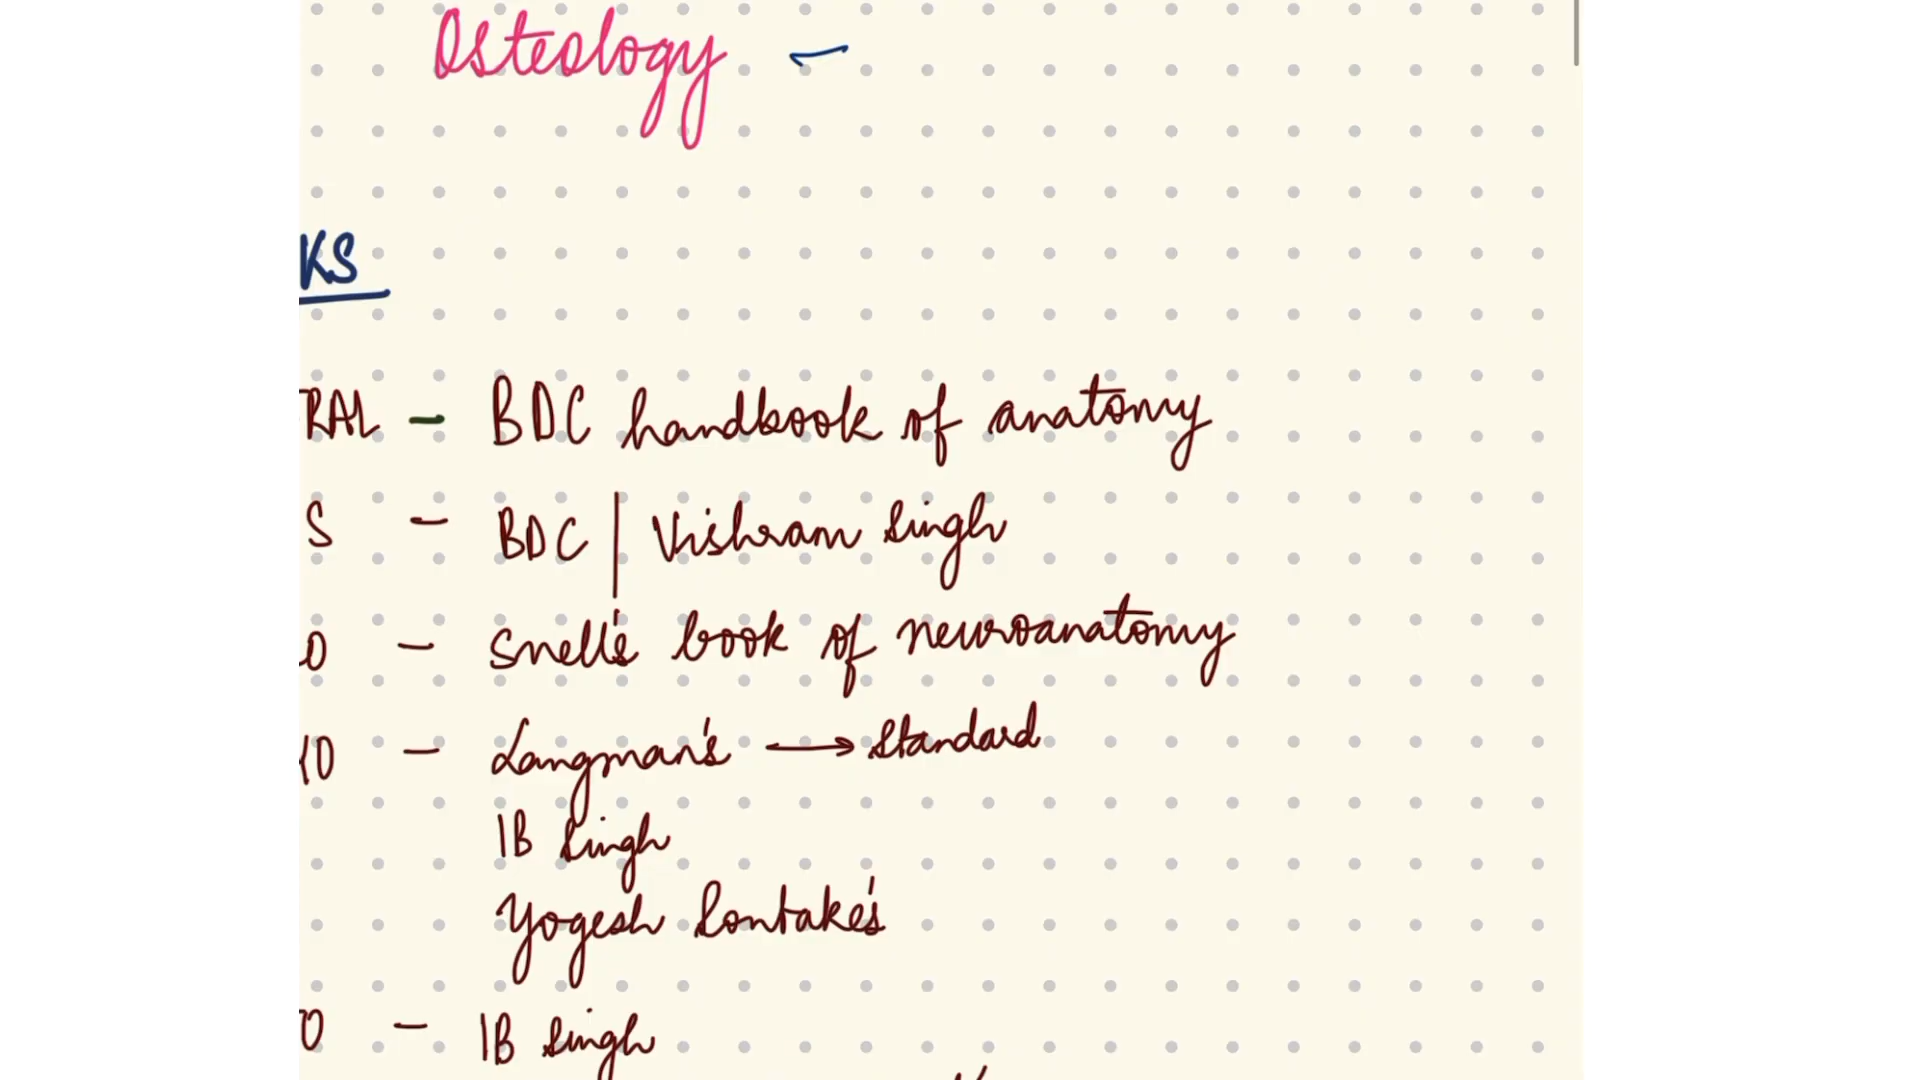 Osteology -
KS
RAL - BDC handbook of anatomy
S - BDC | Vishram Singh
O - Snell's book of neuroanatomy
YO - Langman's → Standard
IB Singh
Yogesh Sontake's
O - IB Singh